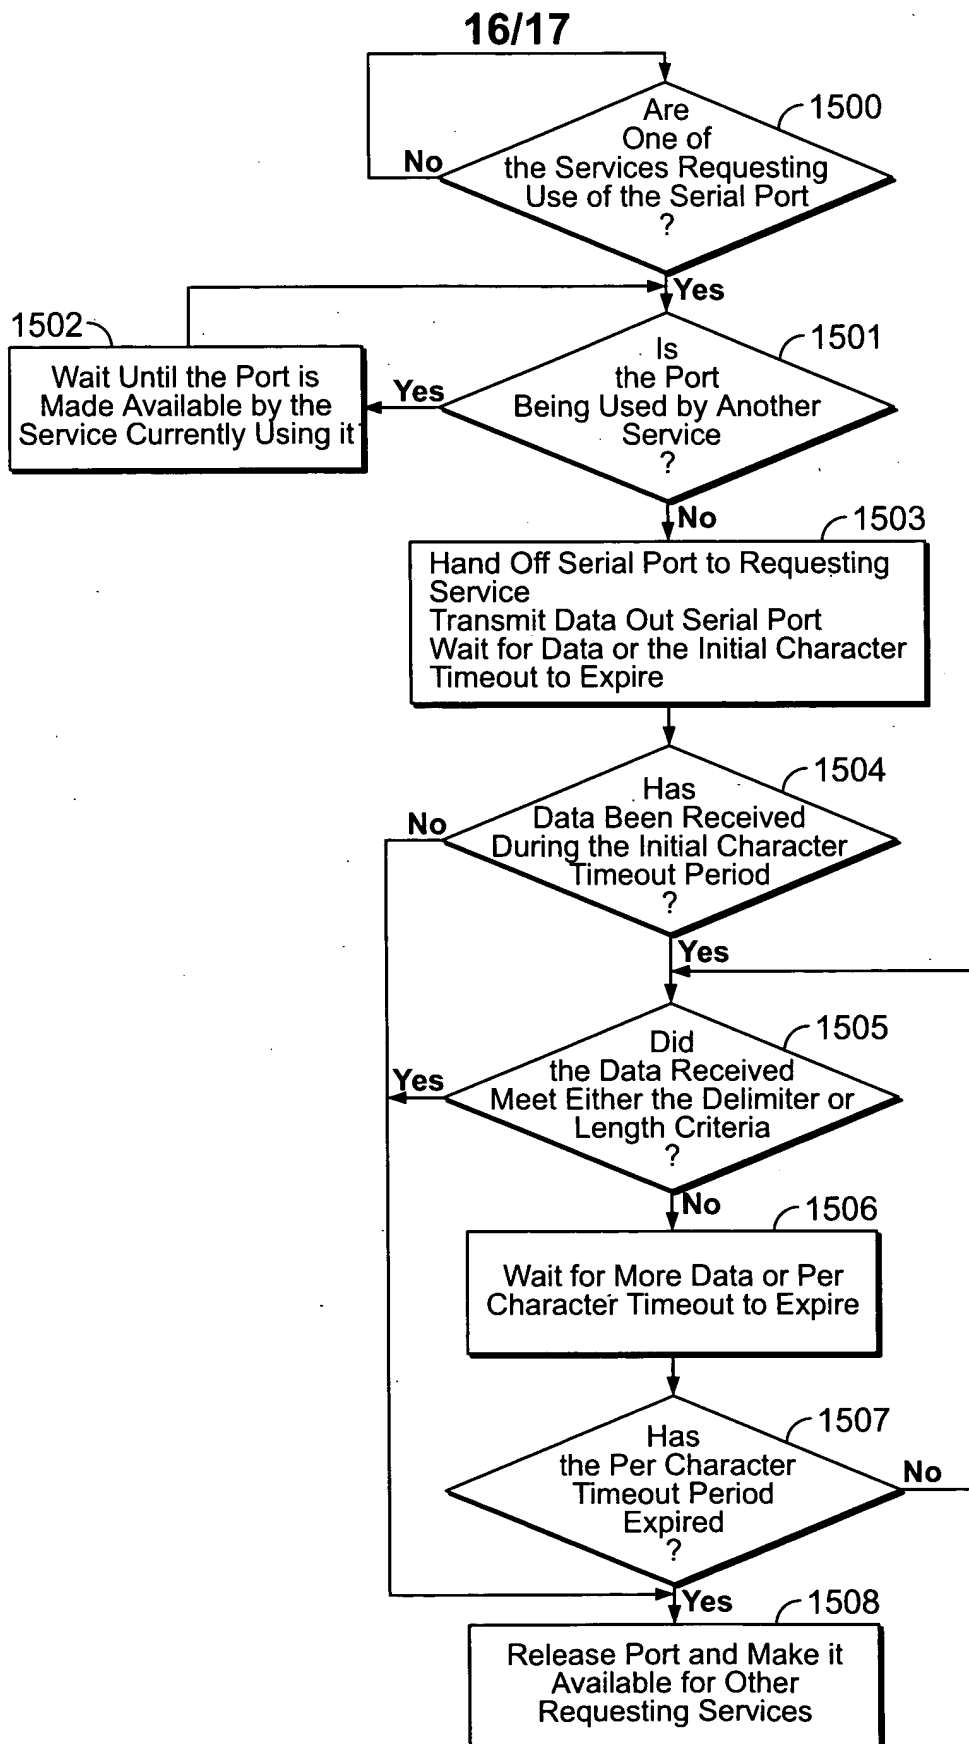 16/17
1500
Are
One of
the Services Requesting
Use of the Serial Port
?
No
Yes
1502
Wait Until the Port is
Made Available by the
Service Currently Using it
1501
Is
the Port
Being Used by Another
Service
?
Yes
No
1503
Hand Off Serial Port to Requesting
Service
Transmit Data Out Serial Port
Wait for Data or the Initial Character
Timeout to Expire
1504
Has
Data Been Received
During the Initial Character
Timeout Period
?
No
Yes
1505
Did
the Data Received
Meet Either the Delimiter or
Length Criteria
?
Yes
No
1506
Wait for More Data or Per
Character Timeout to Expire
1507
Has
the Per Character
Timeout Period
Expired
?
No
Yes
1508
Release Port and Make it
Available for Other
Requesting Services